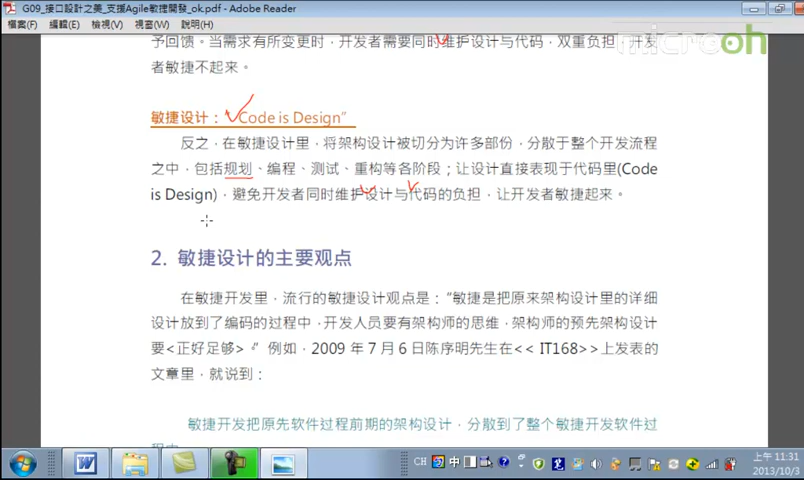 G09_接口設計之美_支援Agile敏捷開發_ok.pdf - Adobe Reader
檔案(F) 編輯(E) 檢視(V) 視窗(W) 說明(H)
microoh
予回馈。当需求有所变更时，开发者需要同时维护设计与代码，双重负担，开发
者敏捷不起来。
敏捷设计：“Code is Design”
反之，在敏捷设计里，将架构设计被切分为许多部份，分散于整个开发流程
之中，包括规划、编程、测试、重构等各阶段；让设计直接表现于代码里(Code
is Design)，避免开发者同时维护设计与代码的负担，让开发者敏捷起来。
2. 敏捷设计的主要观点
在敏捷开发里，流行的敏捷设计观点是：“敏捷是把原来架构设计里的详细
设计放到了编码的过程中，开发人员要有架构师的思维，架构师的预先架构设计
要<正好足够>。” 例如，2009 年 7 月 6 日陈序明先生在<< IT168>>上发表的
文章里，就说到：
敏捷开发把原先软件过程前期的架构设计，分散到了整个敏捷开发软件过
程中
CH 中
上午 11:31
2013/10/3